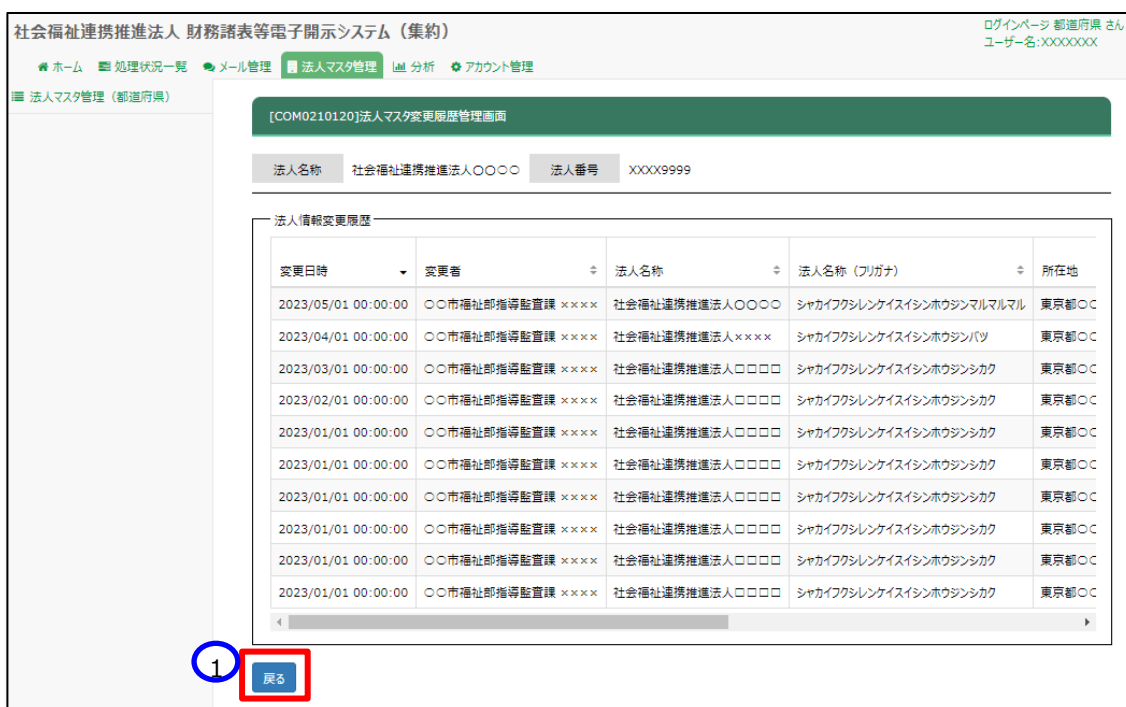 社会福祉連携推進法人 財務諸表等電子開示システム（集約）
ログインページ 都道府県 さん
ユーザー名:XXXXXXX
ホーム 処理状況一覧 メール管理 法人マスタ管理 分析 アカウント管理
法人マスタ管理（都道府県）
[COM0210120]法人マスタ変更履歴管理画面
法人名称 社会福祉連携推進法人○○○○ 法人番号 XXXX9999
法人情報変更履歴
変更日時 変更者 法人名称 法人名称（フリガナ） 所在地
2023/05/01 00:00:00 ○○市福祉部指導監査課 ×××× 社会福祉連携推進法人○○○○ シャカイフクシレンケイスイシンホウジンマルマルマル 東京都○○
2023/04/01 00:00:00 ○○市福祉部指導監査課 ×××× 社会福祉連携推進法人×××× シャカイフクシレンケイスイシンホウジンバツ 東京都○○
2023/03/01 00:00:00 ○○市福祉部指導監査課 ×××× 社会福祉連携推進法人□□□□ シャカイフクシレンケイスイシンホウジンシカク 東京都○○
2023/02/01 00:00:00 ○○市福祉部指導監査課 ×××× 社会福祉連携推進法人□□□□ シャカイフクシレンケイスイシンホウジンシカク 東京都○○
2023/01/01 00:00:00 ○○市福祉部指導監査課 ×××× 社会福祉連携推進法人□□□□ シャカイフクシレンケイスイシンホウジンシカク 東京都○○
2023/01/01 00:00:00 ○○市福祉部指導監査課 ×××× 社会福祉連携推進法人□□□□ シャカイフクシレンケイスイシンホウジンシカク 東京都○○
2023/01/01 00:00:00 ○○市福祉部指導監査課 ×××× 社会福祉連携推進法人□□□□ シャカイフクシレンケイスイシンホウジンシカク 東京都○○
2023/01/01 00:00:00 ○○市福祉部指導監査課 ×××× 社会福祉連携推進法人□□□□ シャカイフクシレンケイスイシンホウジンシカク 東京都○○
2023/01/01 00:00:00 ○○市福祉部指導監査課 ×××× 社会福祉連携推進法人□□□□ シャカイフクシレンケイスイシンホウジンシカク 東京都○○
2023/01/01 00:00:00 ○○市福祉部指導監査課 ×××× 社会福祉連携推進法人□□□□ シャカイフクシレンケイスイシンホウジンシカク 東京都○○
1
戻る